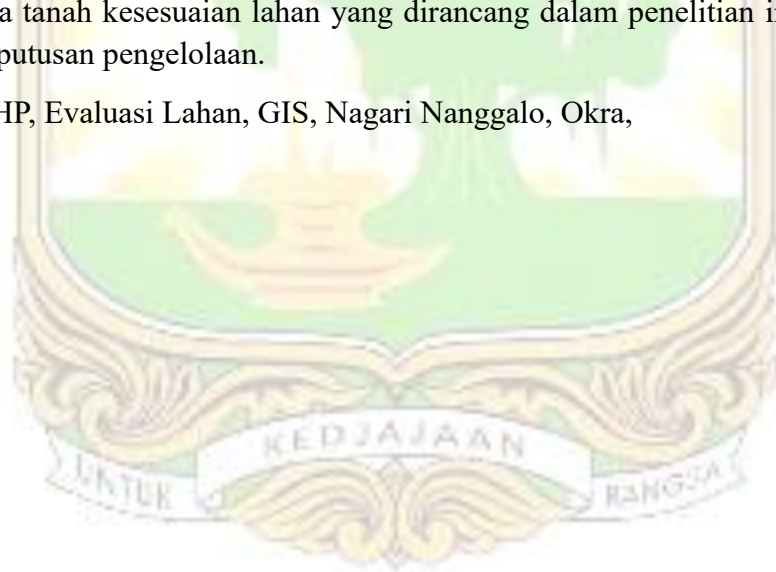 a tanah kesesuaian lahan yang dirancang dalam penelitian i
putusan pengelolaan.
HP, Evaluasi Lahan, GIS, Nagari Nanggalo, Okra,
KEDJAJAAN
UNTUK
BANGSA